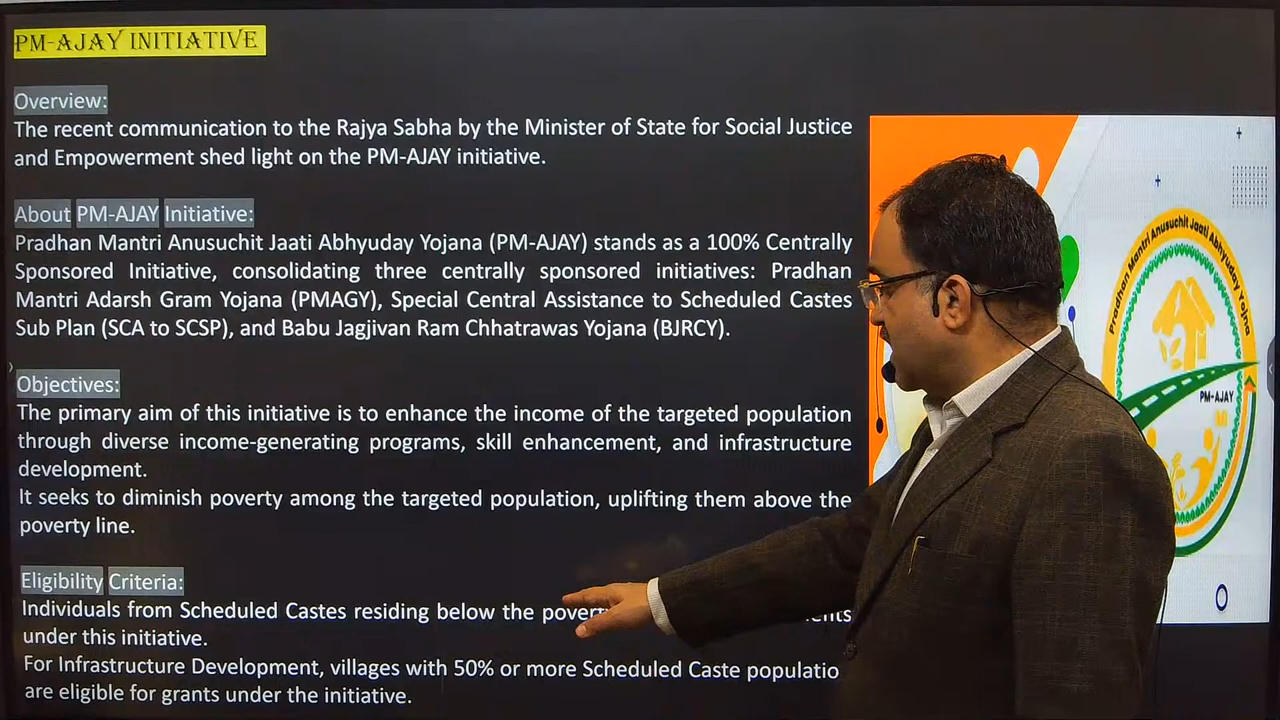 PM-AJAY INITIATIVE
Overview:
The recent communication to the Rajya Sabha by the Minister of State for Social Justice
and Empowerment shed light on the PM-AJAY initiative.
About PM-AJAY Initiative:
Pradhan Mantri Anusuchit Jaati Abhyuday Yojana (PM-AJAY) stands as a 100% Centrally
Sponsored Initiative, consolidating three centrally sponsored initiatives: Pradhan
Mantri Adarsh Gram Yojana (PMAGY), Special Central Assistance to Scheduled Castes
Sub Plan (SCA to SCSP), and Babu Jagjivan Ram Chhatrawas Yojana (BJRCY).
Objectives:
The primary aim of this initiative is to enhance the income of the targeted population
through diverse income-generating programs, skill enhancement, and infrastructure
development.
It seeks to diminish poverty among the targeted population, uplifting them above the
poverty line.
Eligibility Criteria:
Individuals from Scheduled Castes residing below the
under this initiative.
For Infrastructure Development, villages with 50% or more Scheduled Caste populatio
are eligible for grants under the initiative.
Pradhan Mantri Anusuchit Jaati Abhyuday Yojna
PM-AJAY